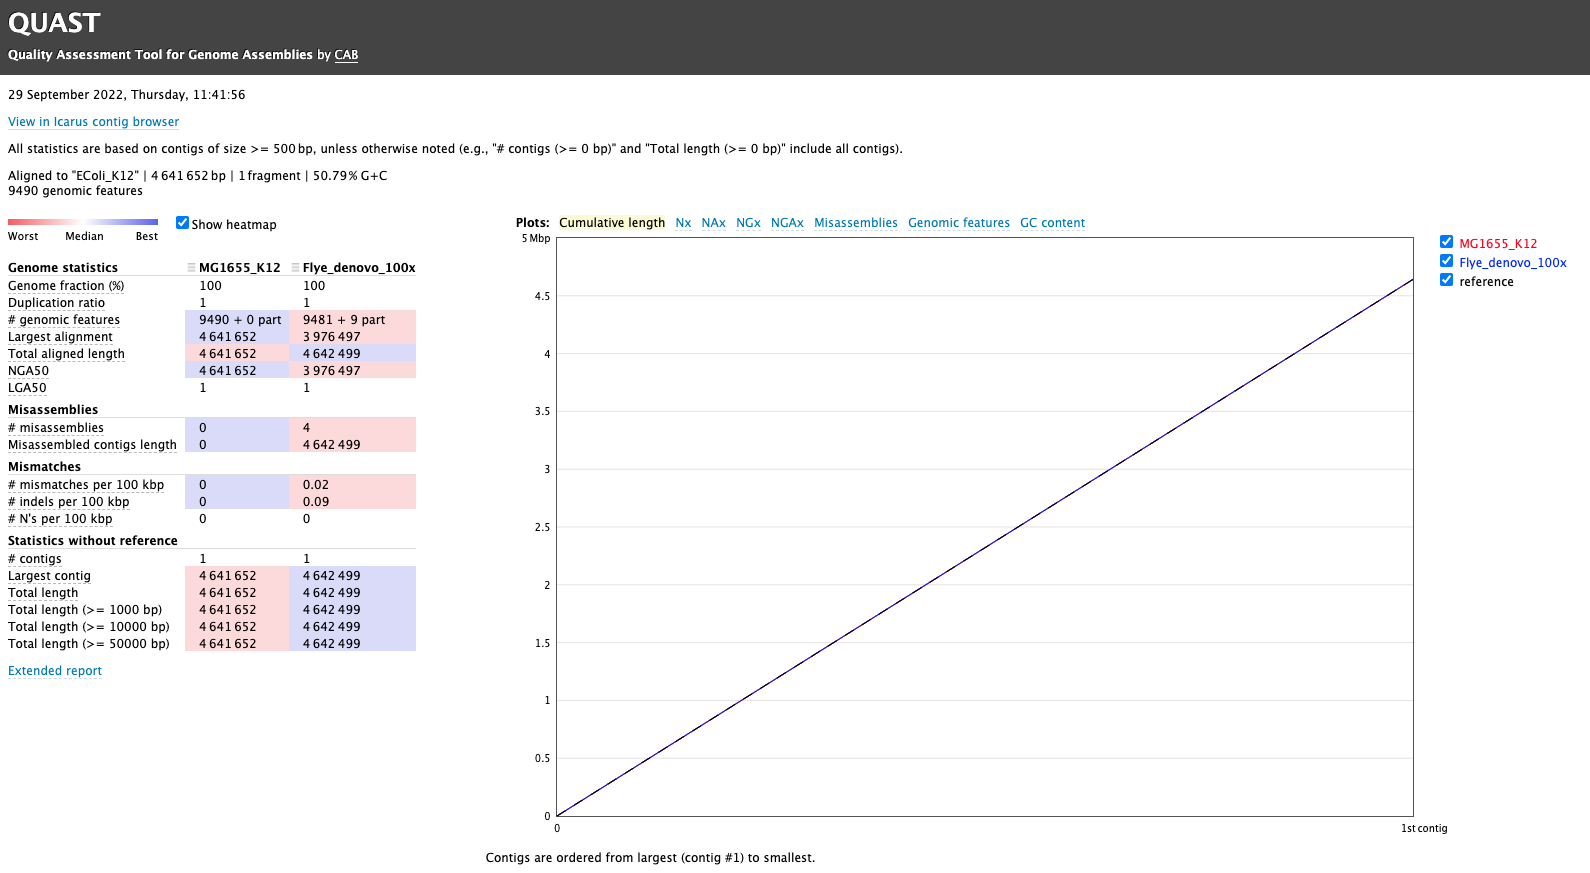 QUAST
Quality Assessment Tool for Genome Assemblies by CAB
29 September 2022, Thursday, 11:41:56
View in Icarus contig browser
All statistics are based on contigs of size >= 500 bp, unless otherwise noted (e.g., "# contigs (>= 0 bp)" and "Total length (>= 0 bp)" include all contigs).
Aligned to "EColi_K12" | 4 641 652 bp | 1 fragment | 50.79 % G+C
9490 genomic features
Worst Median Best Show heatmap
Genome statistics MG1655_K12 Flye_denovo_100x
Genome fraction (%) 100 100
Duplication ratio 1 1
# genomic features 9490 + 0 part 9481 + 9 part
Largest alignment 4 641 652 3 976 497
Total aligned length 4 641 652 4 642 499
NGA50 4 641 652 3 976 497
LGA50 1 1
Misassemblies
# misassemblies 0 4
Misassembled contigs length 0 4 642 499
Mismatches
# mismatches per 100 kbp 0 0.02
# indels per 100 kbp 0 0.09
# N's per 100 kbp 0 0
Statistics without reference
# contigs 1 1
Largest contig 4 641 652 4 642 499
Total length 4 641 652 4 642 499
Total length (>= 1000 bp) 4 641 652 4 642 499
Total length (>= 10000 bp) 4 641 652 4 642 499
Total length (>= 50000 bp) 4 641 652 4 642 499
Extended report
Plots: Cumulative length Nx NAx NGx NGAx Misassemblies Genomic features GC content
5 Mbp
4.5
4
3.5
3
2.5
2
1.5
1
0.5
0
0 1st contig
MG1655_K12
Flye_denovo_100x
reference
Contigs are ordered from largest (contig #1) to smallest.